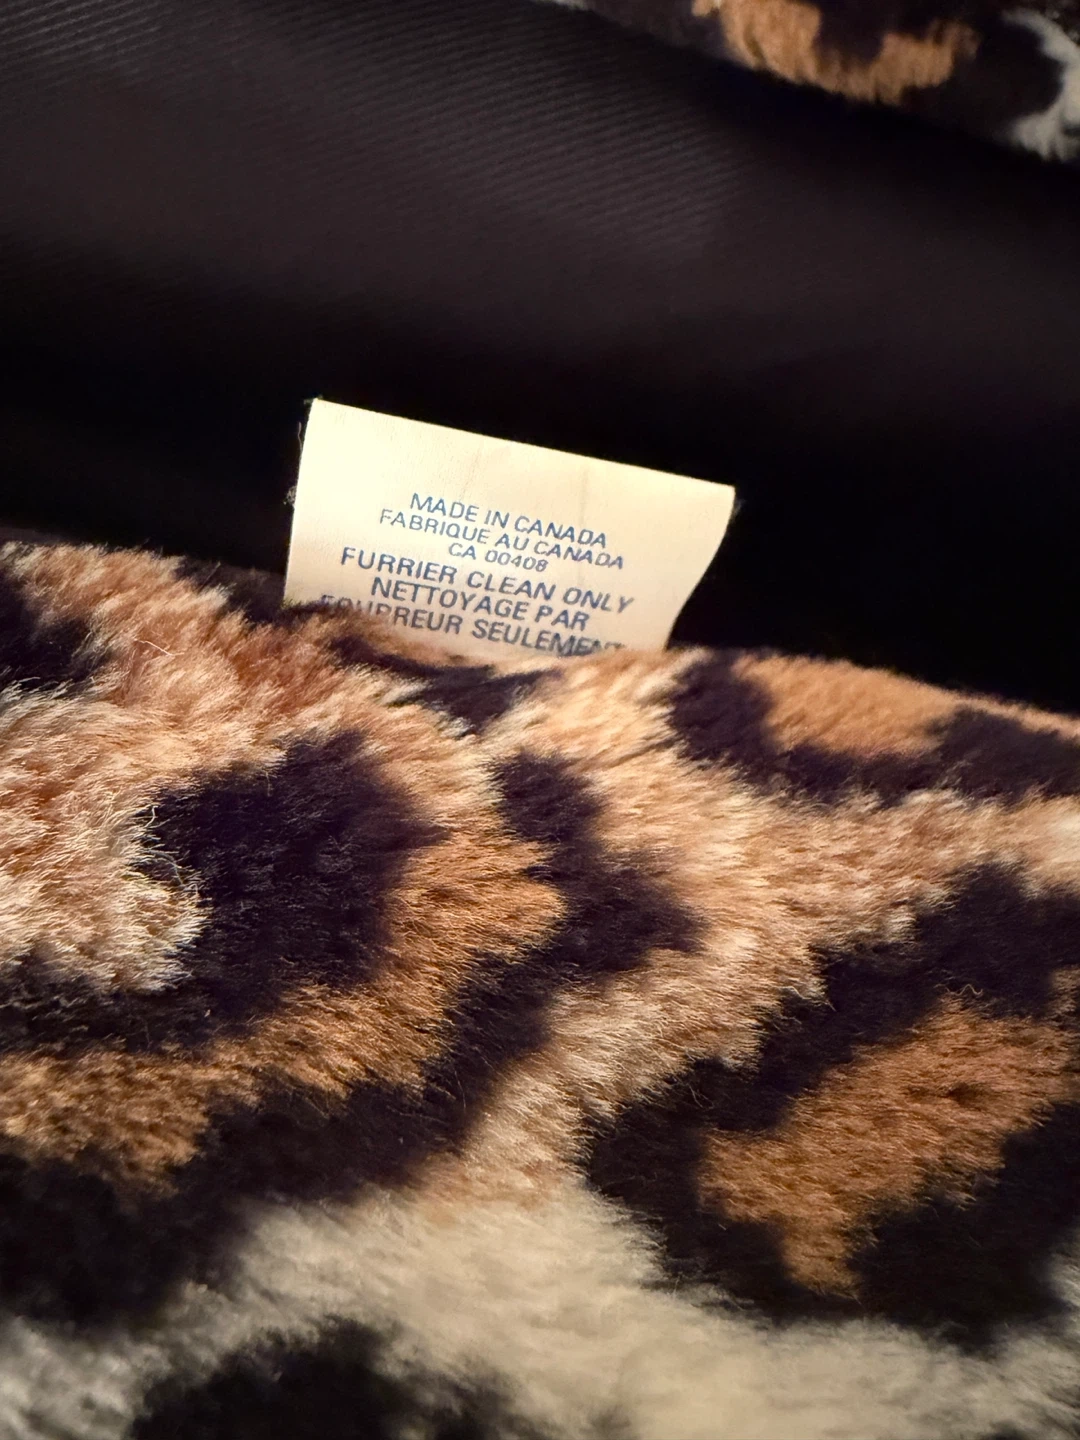 MADE IN CANADA
FABRIQUE AU CANADA
CA 00408
FURRIER CLEAN ONLY
NETTOYAGE PAR
FOURREUR SEULEMENT